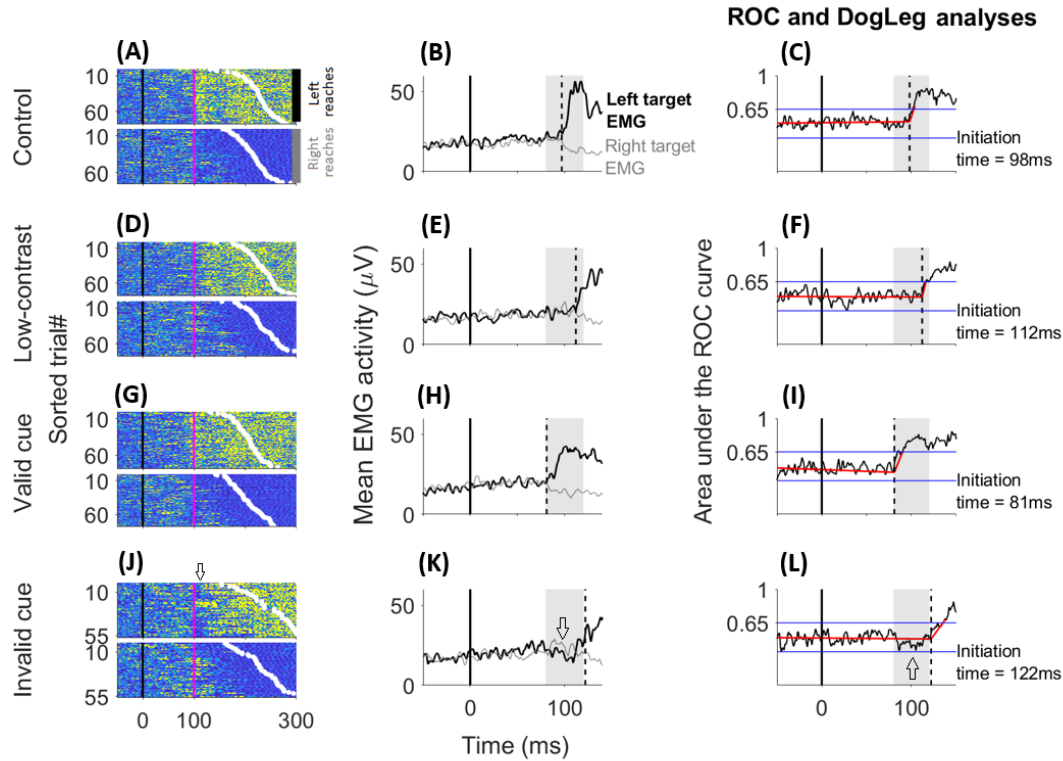 ROC and DogLeg analyses
(A)
(B)
(C)
Control
10
60
10
60
Left
reaches
Right
reaches
50
0
Left target
EMG
Right target
EMG
1
0.65
Initiation
time = 98ms
(D)
(E)
(F)
Low-contrast
Sorted trial#
10
60
10
60
Mean EMG activity (μV)
50
0
Area under the ROC curve
1
0.65
Initiation
time = 112ms
(G)
(H)
(I)
Valid cue
10
60
10
60
50
0
1
0.65
Initiation
time = 81ms
(J)
(K)
(L)
Invalid cue
10
55
10
55
50
0
1
0.65
Initiation
time = 122ms
0
100
300
0
100
0
100
Time (ms)